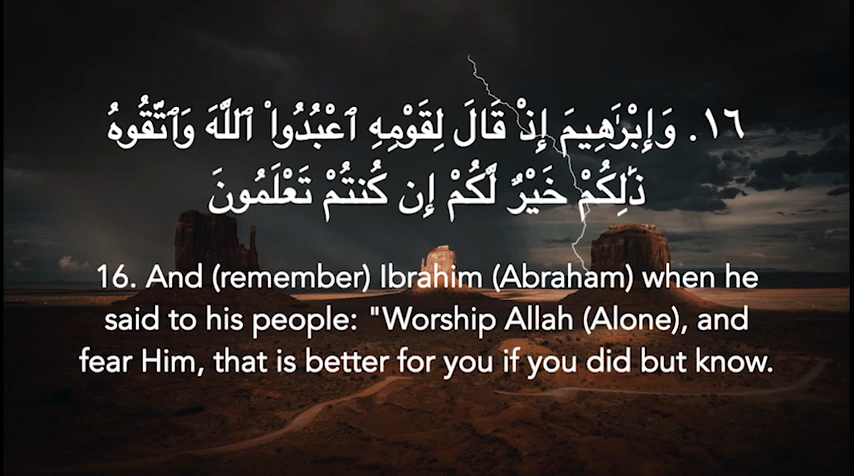 ١٦. وَإِبْرَٰهِيمَ إِذْ قَالَ لِقَوْمِهِ ٱعْبُدُوا۟ ٱللَّهَ وَٱتَّقُوهُ
ذَٰلِكُمْ خَيْرٌ لَّكُمْ إِن كُنتُمْ تَعْلَمُونَ
16. And (remember) Ibrahim (Abraham) when he
said to his people: "Worship Allah (Alone), and
fear Him, that is better for you if you did but know.